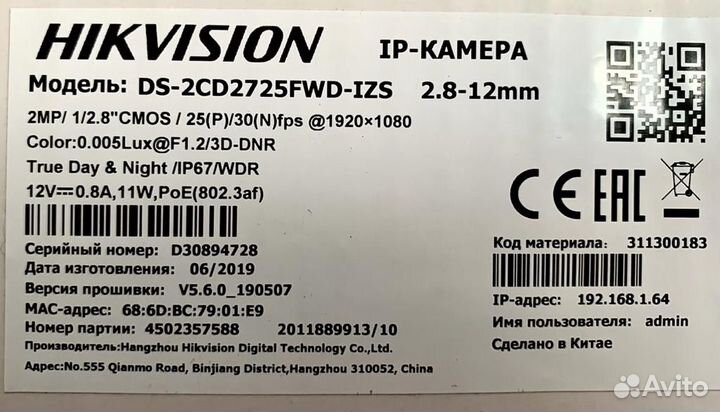 HIKVISION IP-КАМЕРА
Модель: DS-2CD2725FWD-IZS 2.8-12mm
2MP/ 1/2.8"CMOS / 25(P)/30(N)fps @1920×1080
Color:0.005Lux@F1.2/3D-DNR
True Day & Night /IP67/WDR
12V⎓0.8A,11W,PoE(802.3af)
CE EAC
Серийный номер: D30894728
Код материала: 311300183
Дата изготовления: 06/2019
Версия прошивки: V5.6.0_190507
MAC-адрес: 68:6D:BC:79:01:E9
IP-адрес: 192.168.1.64
Номер партии: 4502357588 2011889913/10
Имя пользователя: admin
Производитель:Hangzhou Hikvision Digital Technology Co.,Ltd.
Сделано в Китае
Адрес:No.555 Qianmo Road, Binjiang District,Hangzhou 310052, China
Avito